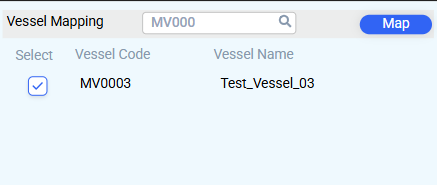 Vessel Mapping MV000 Map
Select Vessel Code Vessel Name
MV0003 Test_Vessel_03